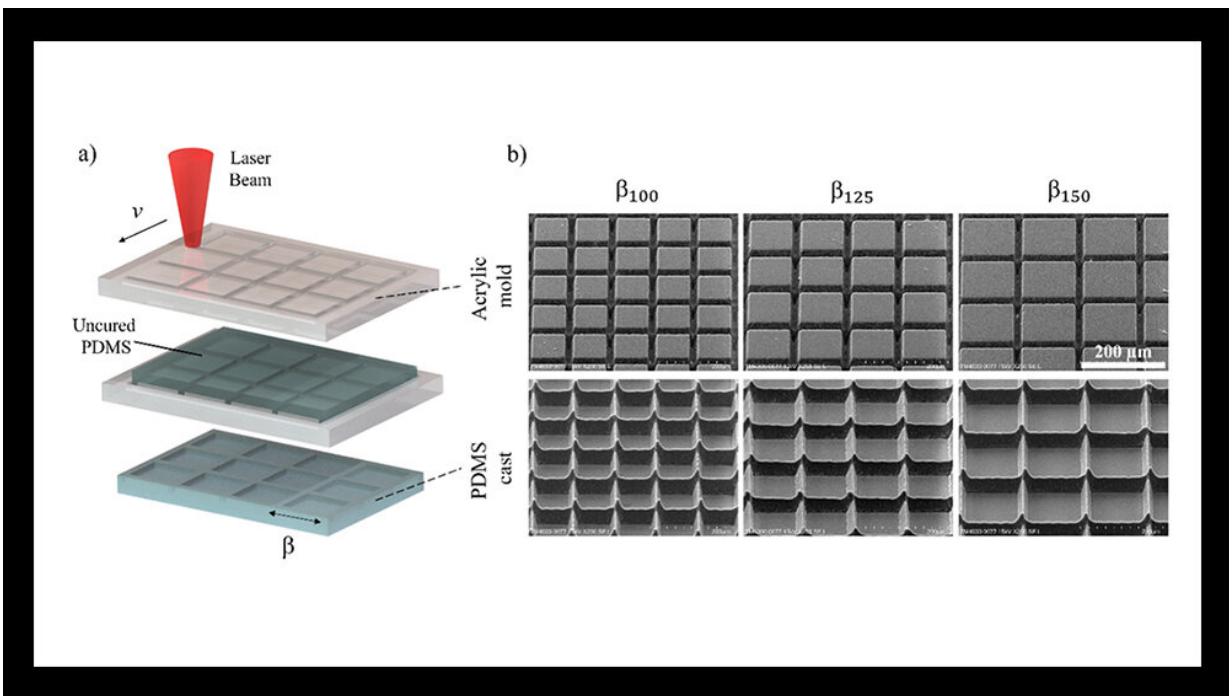 a)
Laser
Beam
v
Uncured
PDMS
β
b)
β100
β125
β150
Acrylic
mold
200 μm
PDMS
cast